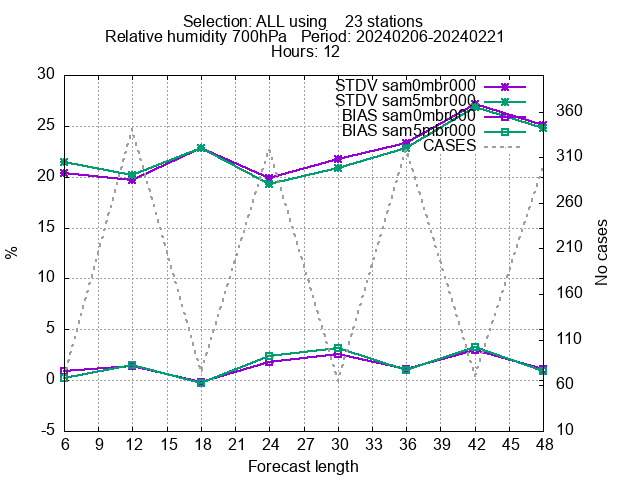 Selection: ALL using    23 stations
Relative humidity 700hPa   Period: 20240206-20240221
Hours: 12
STDV sam0mbr000
STDV sam5mbr000
BIAS sam0mbr000
BIAS sam5mbr000
CASES
30
25
20
15
10
5
0
-5
%
360
310
260
210
160
110
60
10
No cases
6 9 12 15 18 21 24 27 30 33 36 39 42 45 48
Forecast length